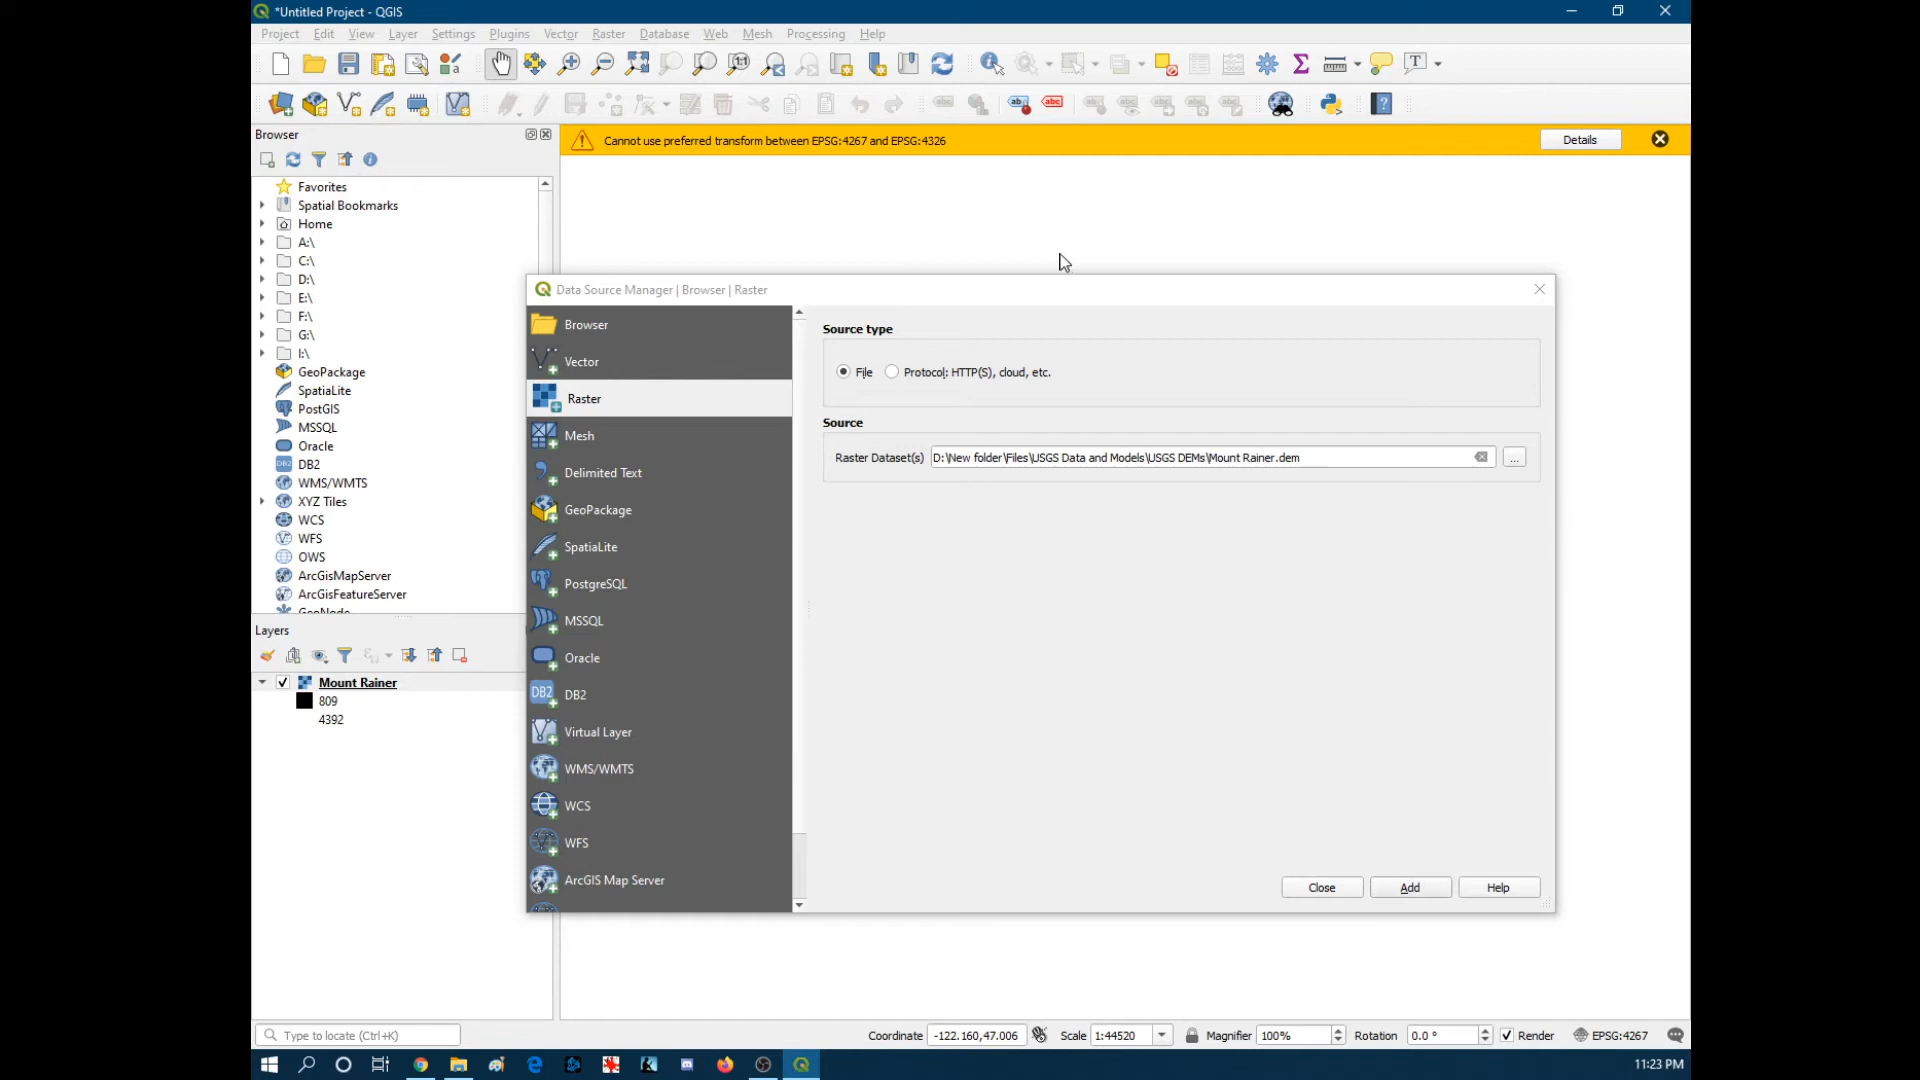 *Untitled Project - QGIS
Project Edit View Layer Settings Plugins Vector Raster Database Web Mesh Processing Help
Browser
Cannot use preferred transform between EPSG:4267 and EPSG:4326
Details
Favorites
Spatial Bookmarks
Home
A:\
C:\
D:\
E:\
F:\
G:\
I:\
GeoPackage
SpatiaLite
PostGIS
MSSQL
Oracle
DB2
WMS/WMTS
XYZ Tiles
WCS
WFS
OWS
ArcGisMapServer
ArcGisFeatureServer
GeoNode
Layers
Mount Rainer
809
4392
Data Source Manager | Browser | Raster
Browser
Vector
Raster
Mesh
Delimited Text
GeoPackage
SpatiaLite
PostgreSQL
MSSQL
Oracle
DB2
Virtual Layer
WMS/WMTS
WCS
WFS
ArcGIS Map Server
Source type
File Protocol: HTTP(S), cloud, etc.
Source
Raster Dataset(s) D:\New folder\Files\USGS Data and Models\USGS DEMs\Mount Rainer.dem ...
Close Add Help
Type to locate (Ctrl+K) Coordinate -122.160,47.006 Scale 1:44520 Magnifier 100% Rotation 0.0 ° Render EPSG:4267
11:23 PM